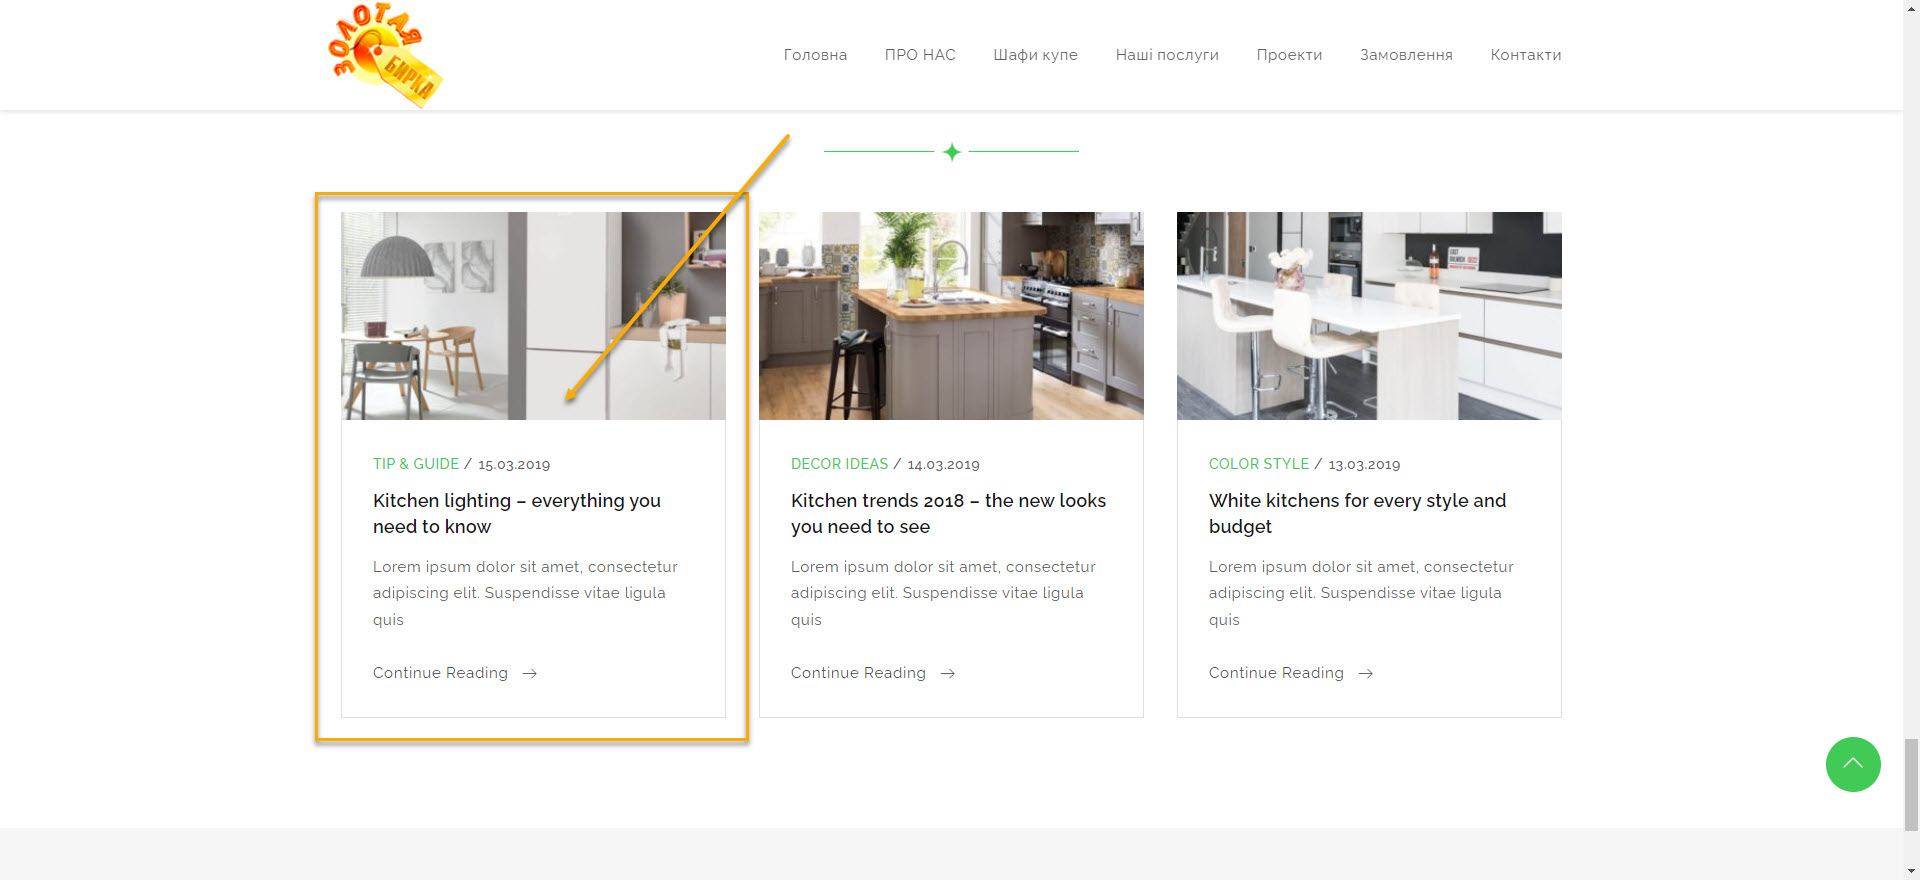 ЗОЛОТАЯ
БИРКА
Головна ПРО НАС Шафи купе Наші послуги Проекти Замовлення Контакти
TIP & GUIDE / 15.03.2019
Kitchen lighting – everything you
need to know
Lorem ipsum dolor sit amet, consectetur
adipiscing elit. Suspendisse vitae ligula
quis
Continue Reading →
DECOR IDEAS / 14.03.2019
Kitchen trends 2018 – the new looks
you need to see
Lorem ipsum dolor sit amet, consectetur
adipiscing elit. Suspendisse vitae ligula
quis
Continue Reading →
COLOR STYLE / 13.03.2019
White kitchens for every style and
budget
Lorem ipsum dolor sit amet, consectetur
adipiscing elit. Suspendisse vitae ligula
quis
Continue Reading →